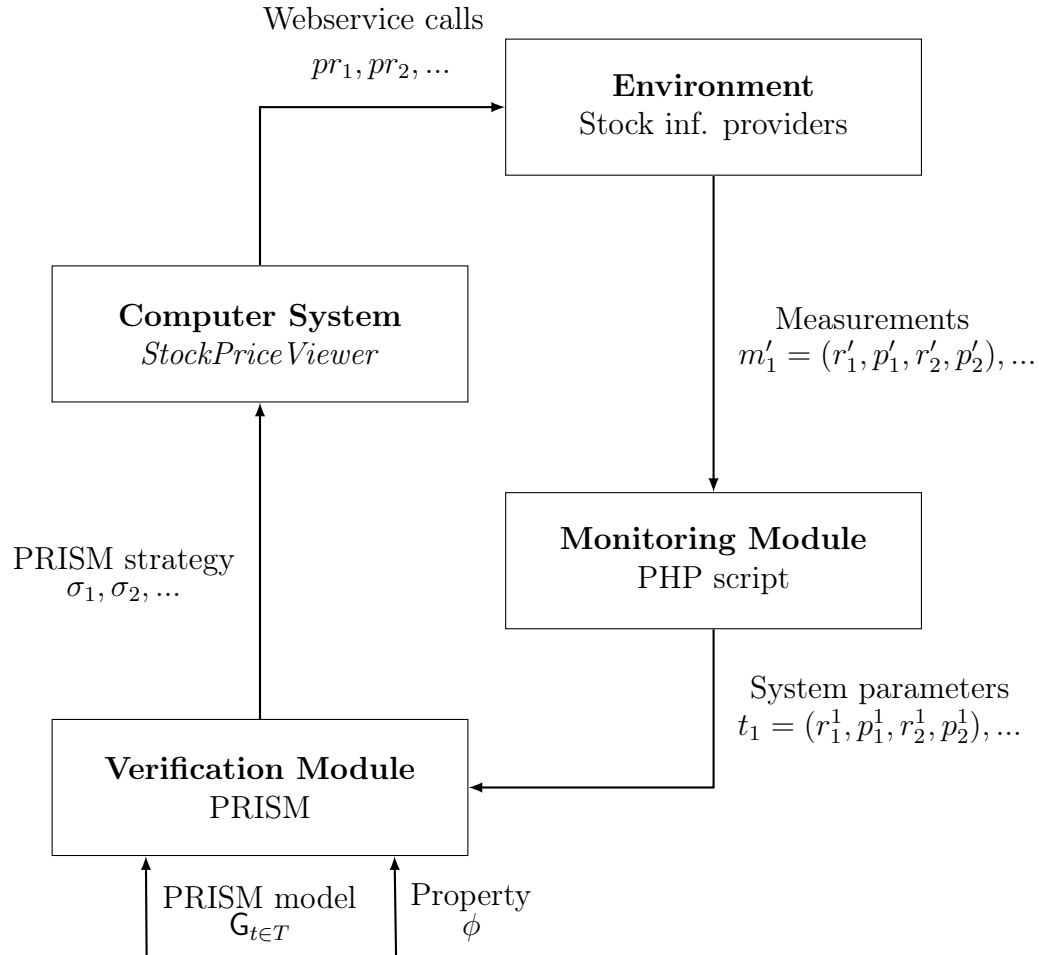 Webservice calls
pr₁, pr₂, ...
Environment
Stock inf. providers
Computer System
StockPriceViewer
Measurements
m′₁ = (r′₁, p′₁, r′₂, p′₂), ...
Monitoring Module
PHP script
PRISM strategy
σ₁, σ₂, ...
System parameters
t₁ = (r¹₁, p¹₁, r¹₂, p¹₂), ...
Verification Module
PRISM
PRISM model
G_{t∈T}
Property
ϕ